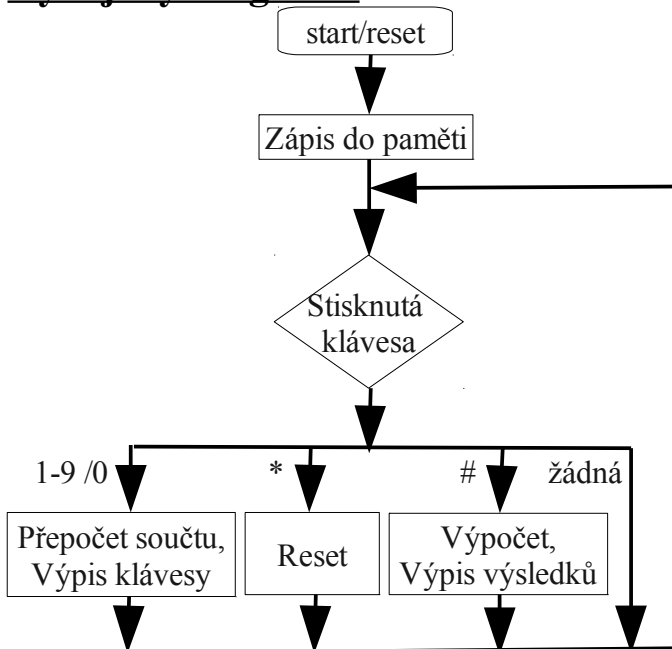 start/reset
Zápis do paměti
Stisknutá
klávesa
1-9 /0
*
#
žádná
Přepočet součtu,
Výpis klávesy
Reset
Výpočet,
Výpis výsledků